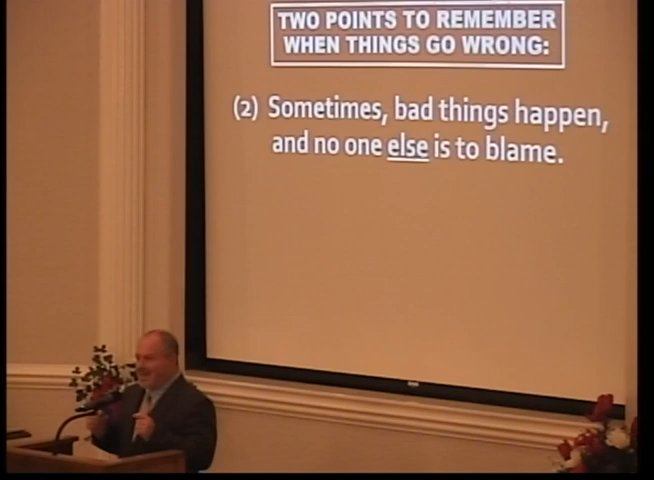 TWO POINTS TO REMEMBER
WHEN THINGS GO WRONG:
(2) Sometimes, bad things happen,
and no one else is to blame.